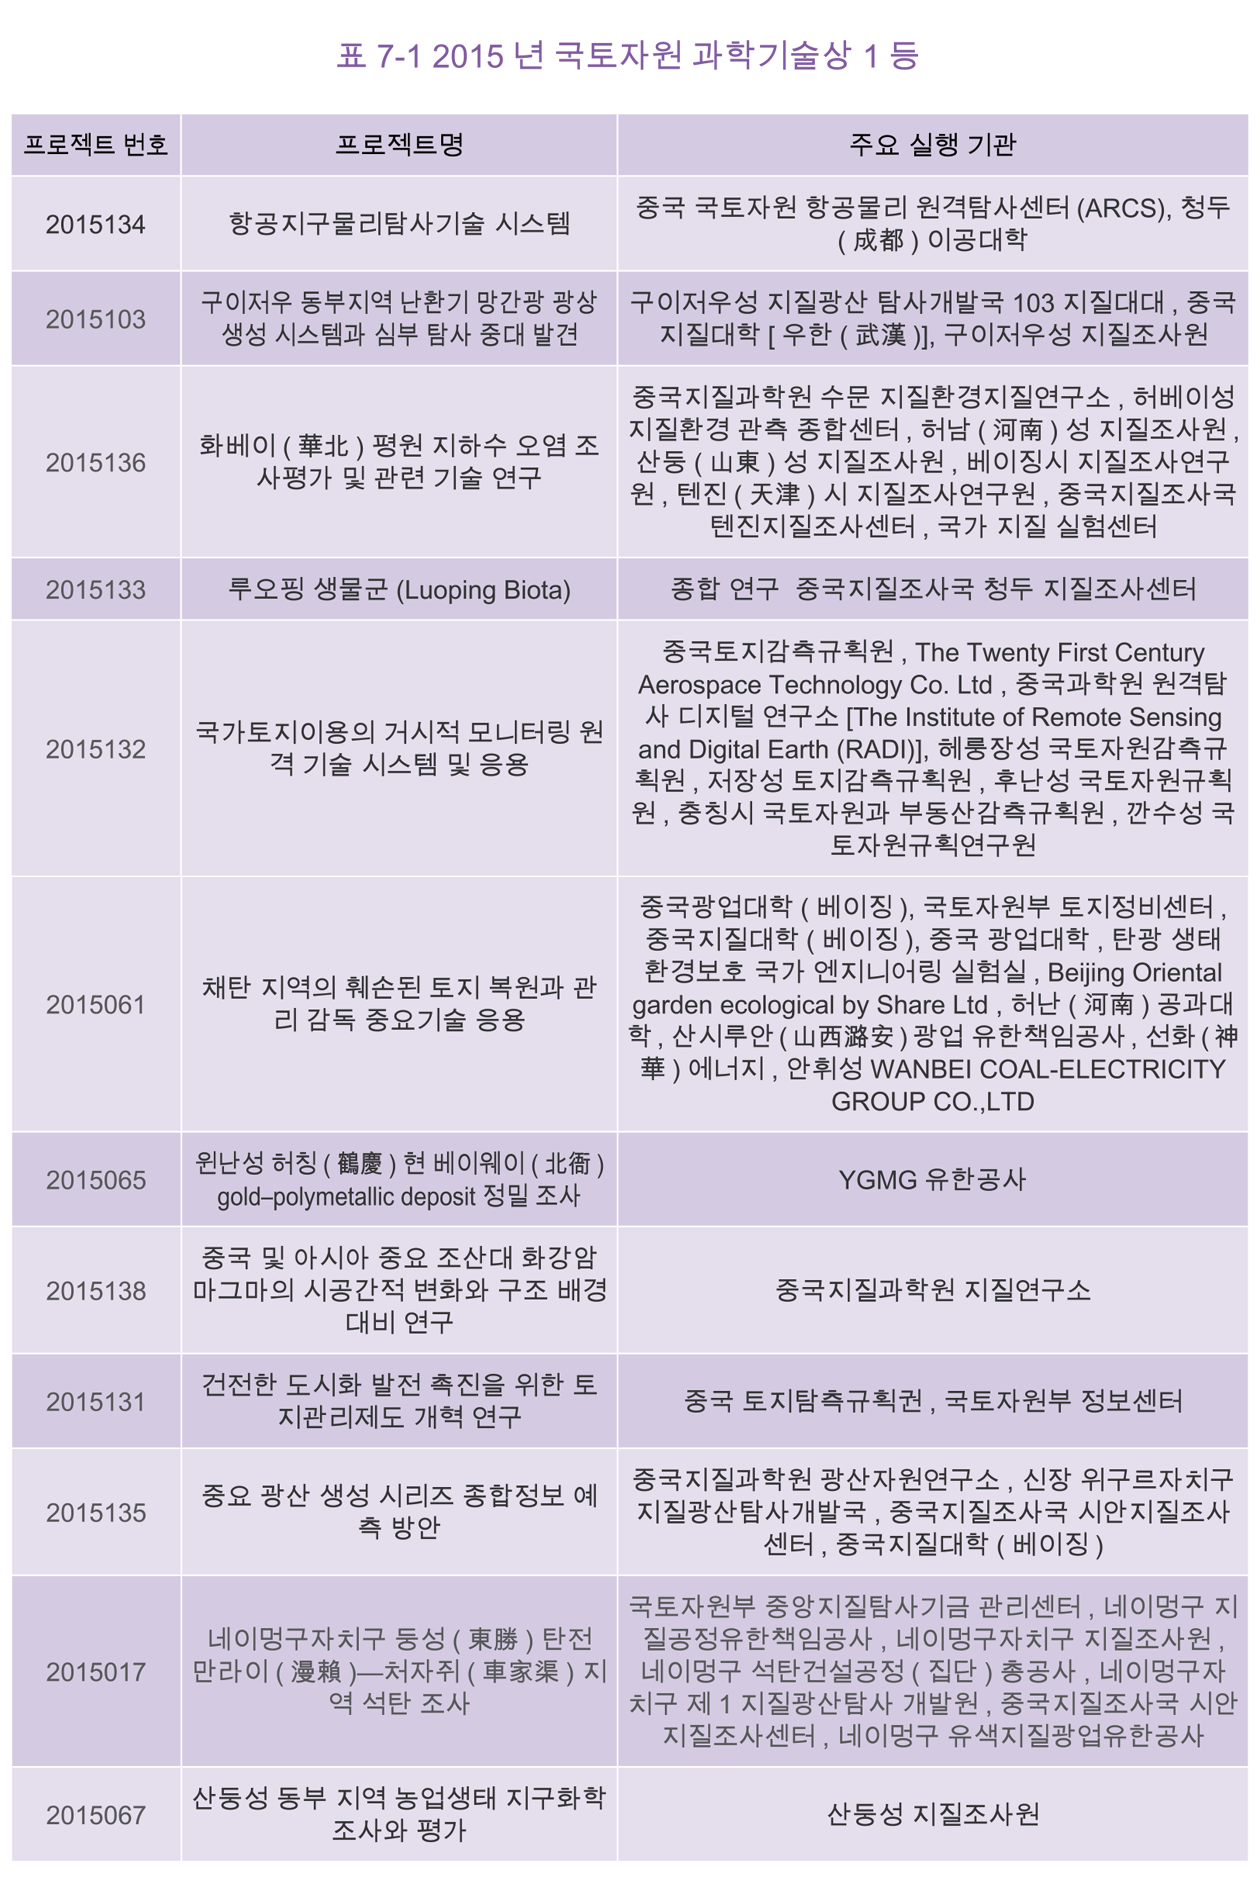 표 7-1 2015 년 국토자원 과학기술상 1 등
프로젝트 번호
프로젝트명
주요 실행 기관
2015134
항공지구물리탐사기술 시스템
중국 국토자원 항공물리 원격탐사센터 (ARCS), 청두
( 成都 ) 이공대학
2015103
구이저우 동부지역 난환기 망간광 광상
생성 시스템과 심부 탐사 중대 발견
구이저우성 지질광산 탐사개발국 103 지질대대 , 중국
지질대학 [ 우한 ( 武漢 )], 구이저우성 지질조사원
2015136
화베이 ( 華北 ) 평원 지하수 오염 조
사평가 및 관련 기술 연구
중국지질과학원 수문 지질환경지질연구소 , 허베이성
지질환경 관측 종합센터 , 허남 ( 河南 ) 성 지질조사원 ,
산둥 ( 山東 ) 성 지질조사원 , 베이징시 지질조사연구
원 , 텐진 ( 天津 ) 시 지질조사연구원 , 중국지질조사국
텐진지질조사센터 , 국가 지질 실험센터
2015133
루오핑 생물군 (Luoping Biota)
종합 연구 중국지질조사국 청두 지질조사센터
2015132
국가토지이용의 거시적 모니터링 원
격 기술 시스템 및 응용
중국토지감측규획원 , The Twenty First Century
Aerospace Technology Co. Ltd , 중국과학원 원격탐
사 디지털 연구소 [The Institute of Remote Sensing
and Digital Earth (RADI)], 헤룽장성 국토자원감측규
획원 , 저장성 토지감측규획원 , 후난성 국토자원규획
원 , 충칭시 국토자원과 부동산감측규획원 , 깐수성 국
토자원규획연구원
2015061
채탄 지역의 훼손된 토지 복원과 관
리 감독 중요기술 응용
중국광업대학 ( 베이징 ), 국토자원부 토지정비센터 ,
중국지질대학 ( 베이징 ), 중국 광업대학 , 탄광 생태
환경보호 국가 엔지니어링 실험실 , Beijing Oriental
garden ecological by Share Ltd , 허난 ( 河南 ) 공과대
학 , 산시루안 ( 山西潞安 ) 광업 유한책임공사 , 선화 ( 神
華 ) 에너지 , 안휘성 WANBEI COAL-ELECTRICITY
GROUP CO.,LTD
2015065
윈난성 허칭 ( 鶴慶 ) 현 베이웨이 ( 北衙 )
gold–polymetallic deposit 정밀 조사
YGMG 유한공사
2015138
중국 및 아시아 중요 조산대 화강암
마그마의 시공간적 변화와 구조 배경
대비 연구
중국지질과학원 지질연구소
2015131
건전한 도시화 발전 촉진을 위한 토
지관리제도 개혁 연구
중국 토지탐측규획권 , 국토자원부 정보센터
2015135
중요 광산 생성 시리즈 종합정보 예
측 방안
중국지질과학원 광산자원연구소 , 신장 위구르자치구
지질광산탐사개발국 , 중국지질조사국 시안지질조사
센터 , 중국지질대학 ( 베이징 )
2015017
네이멍구자치구 둥성 ( 東勝 ) 탄전
만라이 ( 漫賴 )—처자쥐 ( 車家渠 ) 지
역 석탄 조사
국토자원부 중앙지질탐사기금 관리센터 , 네이멍구 지
질공정유한책임공사 , 네이멍구자치구 지질조사원 ,
네이멍구 석탄건설공정 ( 집단 ) 총공사 , 네이멍구자
치구 제 1 지질광산탐사 개발원 , 중국지질조사국 시안
지질조사센터 , 네이멍구 유색지질광업유한공사
2015067
산둥성 동부 지역 농업생태 지구화학
조사와 평가
산둥성 지질조사원